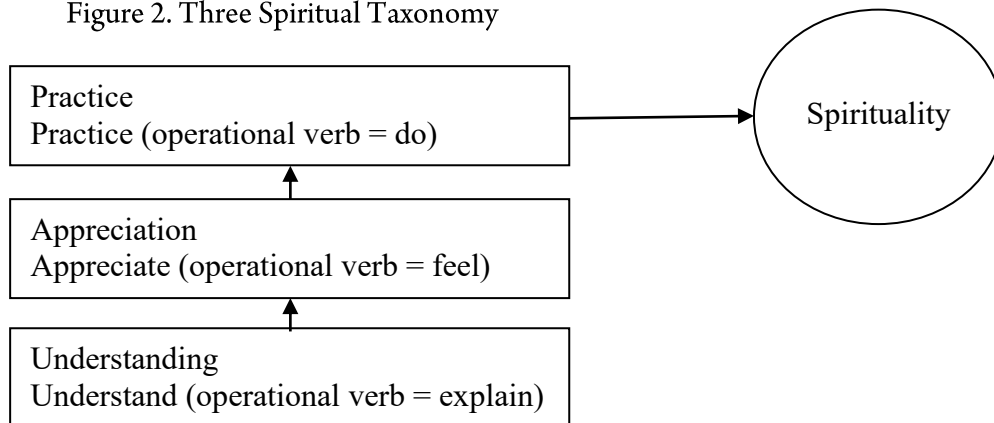 Figure 2. Three Spiritual Taxonomy
Practice
Practice (operational verb = do)
Spirituality
Appreciation
Appreciate (operational verb = feel)
Understanding
Understand (operational verb = explain)